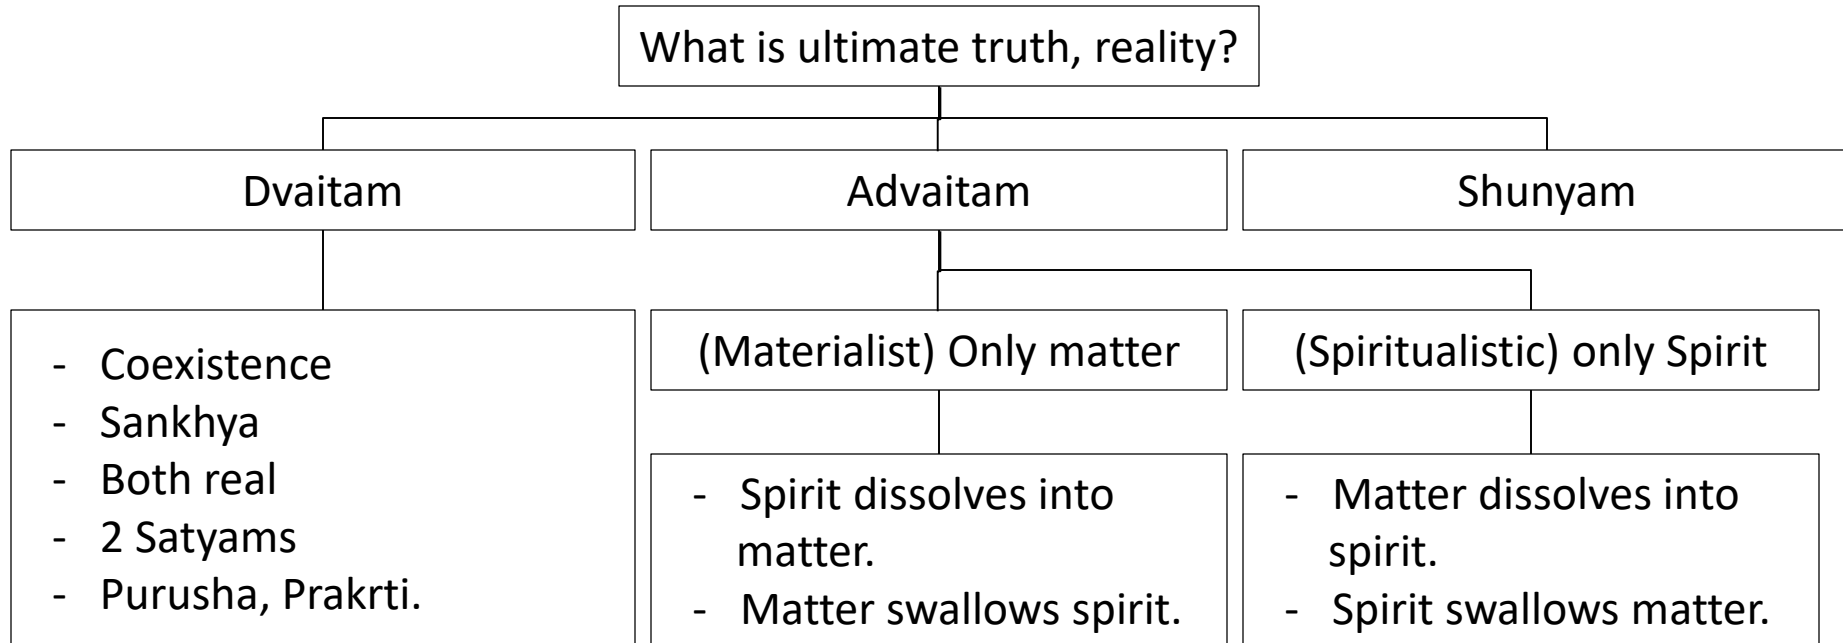 What is ultimate truth, reality?
Dvaitam
Advaitam
Shunyam
- Coexistence
- Sankhya
- Both real
- 2 Satyams
- Purusha, Prakrti.
(Materialist) Only matter
(Spiritualistic) only Spirit
- Spirit dissolves into
matter.
- Matter swallows spirit.
- Matter dissolves into
spirit.
- Spirit swallows matter.